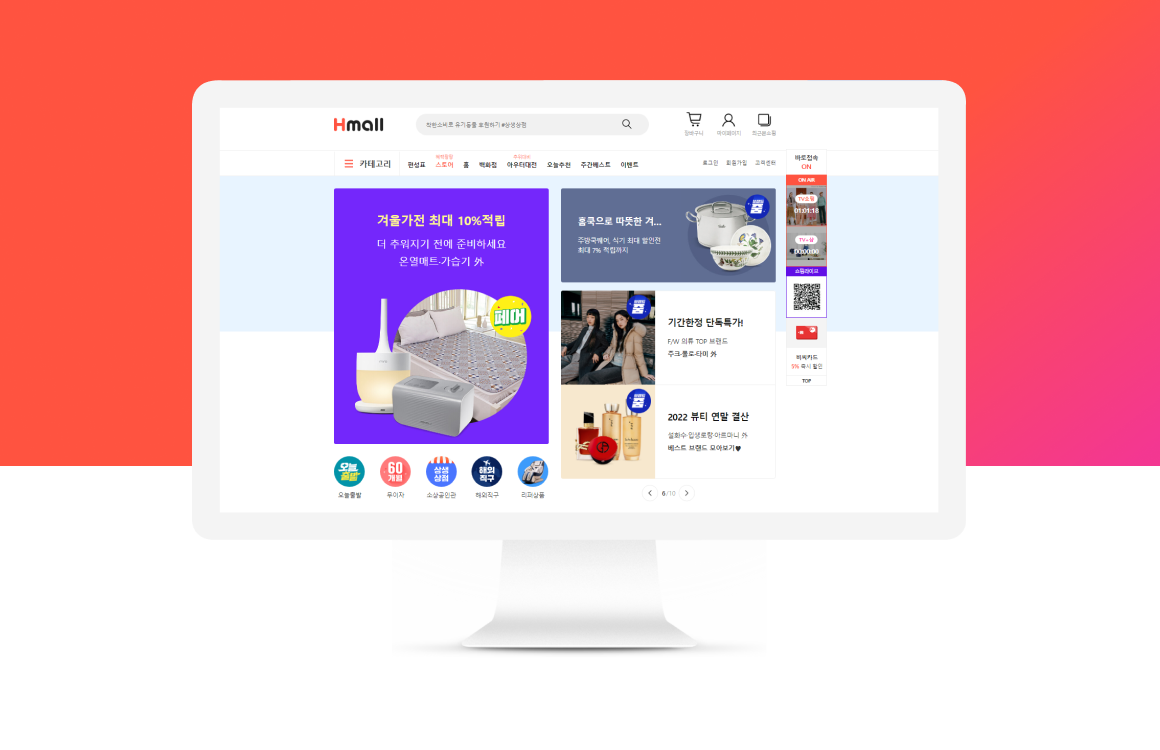 Hmall
착한소비로 유기동물 후원하기 #상생상점
장바구니
마이페이지
최근본쇼핑
카테고리
편성표
스토어
홈
백화점
아우터대전
오늘추천
주간베스트
이벤트
로그인
회원가입
고객센터
바로접속
ON
ON AIR
TV쇼핑
01:01:18
TV+샵
00:00:00
쇼핑라이브
5% 즉시 할인
TOP
겨울가전 최대 10%적립
더 추워지기 전에 준비하세요
온열매트·가습기 外
페어
홈쿡으로 따뜻한 겨...
주방쿡웨어, 식기 최대 할인전
최대 7% 적립까지
기간한정 단독특가!
F/W 의류 TOP 브랜드
쥬크·폴로·타미 外
2022 뷰티 연말 결산
설화수·입생로랑·아르마니 外
베스트 브랜드 모아보기♥
오늘
출발
60
개월
상생
상점
해외
직구
오늘출발
무이자
소상공인관
해외직구
리퍼상품
6/10